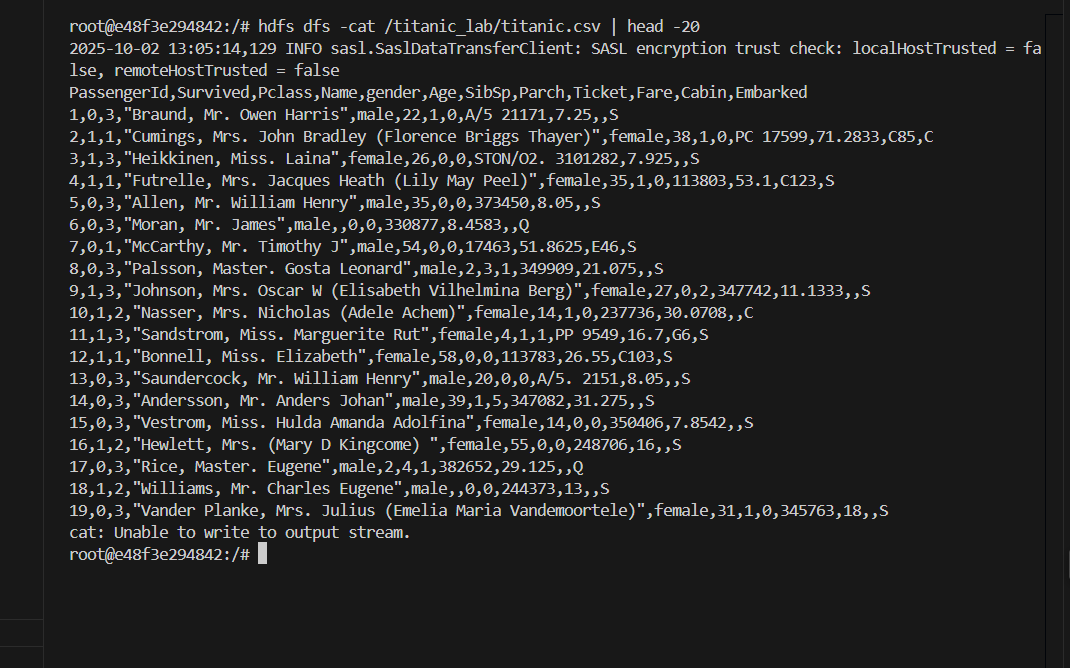 root@e48f3e294842:/# hdfs dfs -cat /titanic_lab/titanic.csv | head -20
2025-10-02 13:05:14,129 INFO sasl.SaslDataTransferClient: SASL encryption trust check: localHostTrusted = fa
lse, remoteHostTrusted = false
PassengerId,Survived,Pclass,Name,gender,Age,SibSp,Parch,Ticket,Fare,Cabin,Embarked
1,0,3,"Braund, Mr. Owen Harris",male,22,1,0,A/5 21171,7.25,,S
2,1,1,"Cumings, Mrs. John Bradley (Florence Briggs Thayer)",female,38,1,0,PC 17599,71.2833,C85,C
3,1,3,"Heikkinen, Miss. Laina",female,26,0,0,STON/O2. 3101282,7.925,,S
4,1,1,"Futrelle, Mrs. Jacques Heath (Lily May Peel)",female,35,1,0,113803,53.1,C123,S
5,0,3,"Allen, Mr. William Henry",male,35,0,0,373450,8.05,,S
6,0,3,"Moran, Mr. James",male,,0,0,330877,8.4583,,Q
7,0,1,"McCarthy, Mr. Timothy J",male,54,0,0,17463,51.8625,E46,S
8,0,3,"Palsson, Master. Gosta Leonard",male,2,3,1,349909,21.075,,S
9,1,3,"Johnson, Mrs. Oscar W (Elisabeth Vilhelmina Berg)",female,27,0,2,347742,11.1333,,S
10,1,2,"Nasser, Mrs. Nicholas (Adele Achem)",female,14,1,0,237736,30.0708,,C
11,1,3,"Sandstrom, Miss. Marguerite Rut",female,4,1,1,PP 9549,16.7,G6,S
12,1,1,"Bonnell, Miss. Elizabeth",female,58,0,0,113783,26.55,C103,S
13,0,3,"Saundercock, Mr. William Henry",male,20,0,0,A/5. 2151,8.05,,S
14,0,3,"Andersson, Mr. Anders Johan",male,39,1,5,347082,31.275,,S
15,0,3,"Vestrom, Miss. Hulda Amanda Adolfina",female,14,0,0,350406,7.8542,,S
16,1,2,"Hewlett, Mrs. (Mary D Kingcome) ",female,55,0,0,248706,16,,S
17,0,3,"Rice, Master. Eugene",male,2,4,1,382652,29.125,,Q
18,1,2,"Williams, Mr. Charles Eugene",male,,0,0,244373,13,,S
19,0,3,"Vander Planke, Mrs. Julius (Emelia Maria Vandemoortele)",female,31,1,0,345763,18,,S
cat: Unable to write to output stream.
root@e48f3e294842:/#